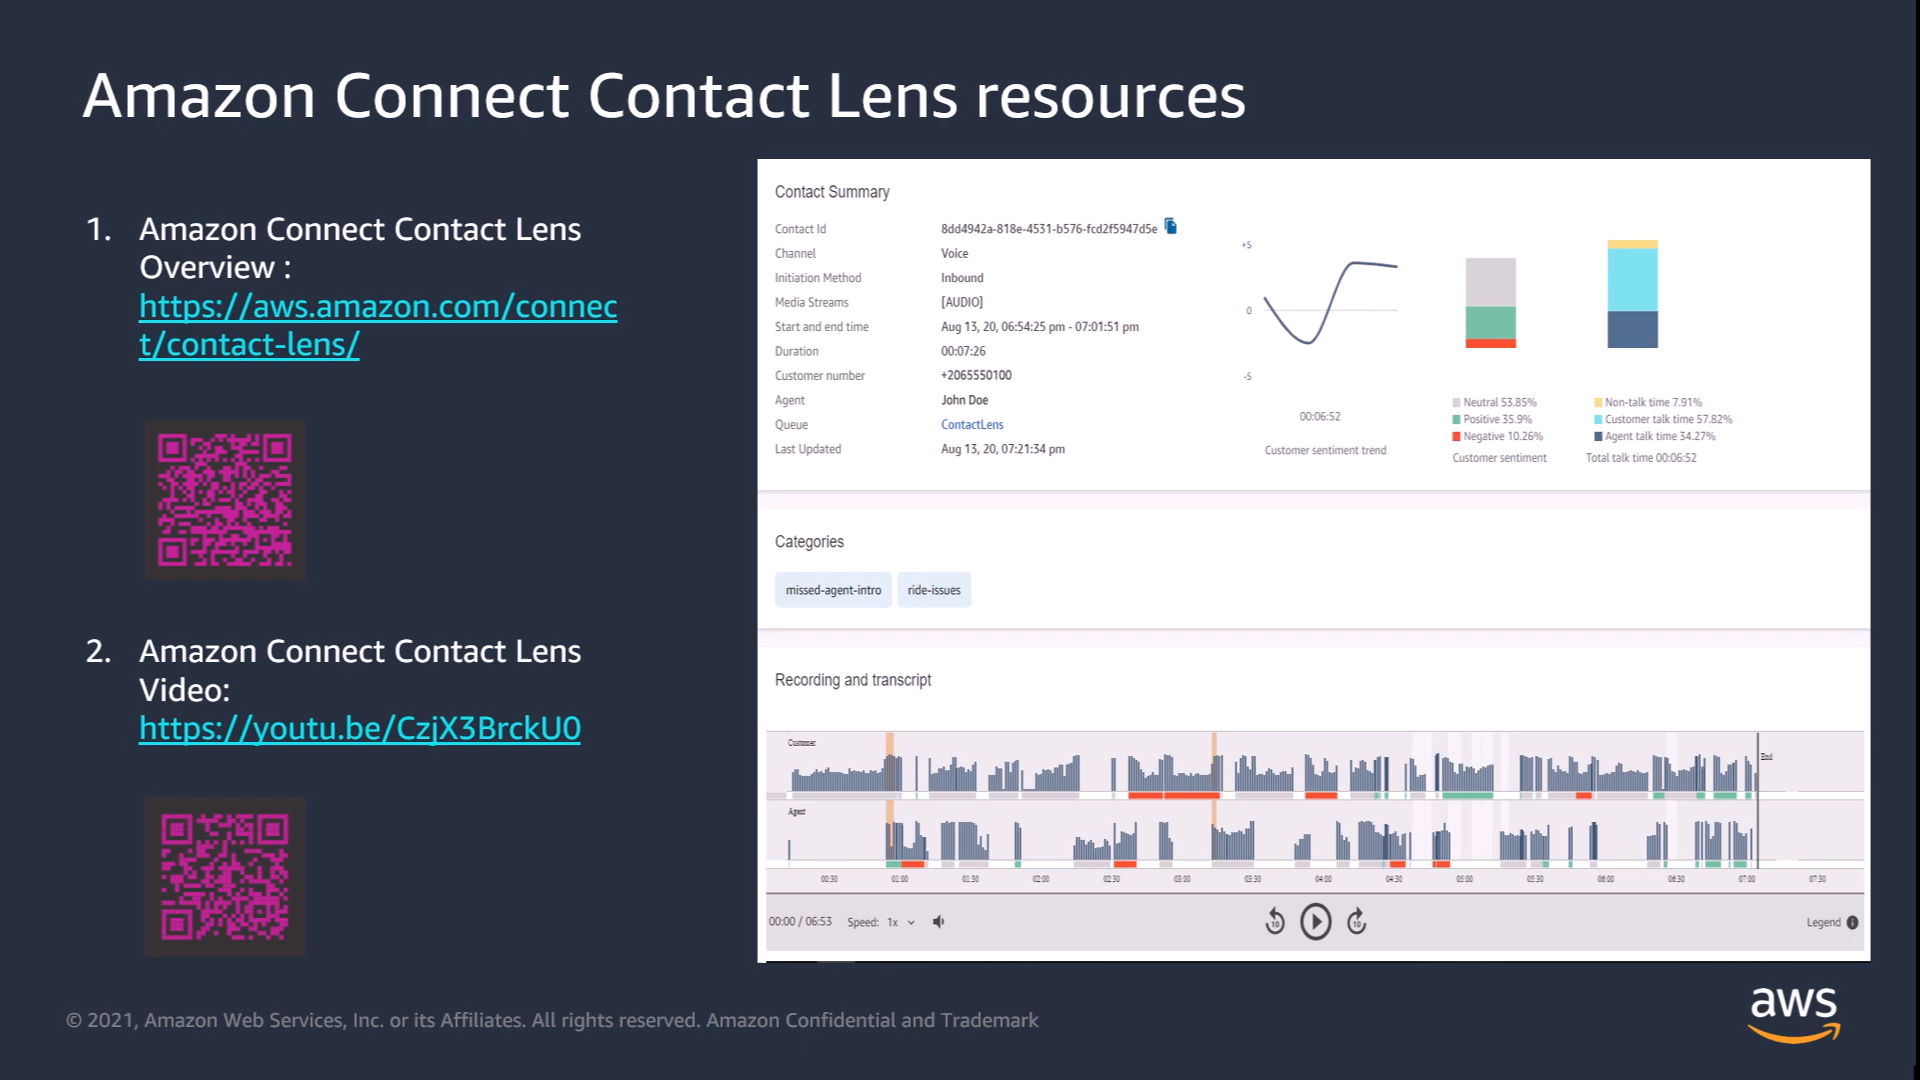 Amazon Connect Contact Lens resources
1. Amazon Connect Contact Lens
Overview :
https://aws.amazon.com/connec
t/contact-lens/
2. Amazon Connect Contact Lens
Video:
https://youtu.be/CzjX3BrckU0
Contact Summary
Contact Id 8dd4942a-818e-4531-b576-fcd2f5947d5e
Channel Voice
Initiation Method Inbound
Media Streams [AUDIO]
Start and end time Aug 13, 20, 06:54:25 pm - 07:01:51 pm
Duration 00:07:26
Customer number +2065550100
Agent John Doe
Queue ContactLens
Last Updated Aug 13, 20, 07:21:34 pm
+5
0
-5
00:06:52
Customer sentiment trend
Neutral 53.85%
Positive 35.9%
Negative 10.26%
Customer sentiment
Non-talk time 7.91%
Customer talk time 57.82%
Agent talk time 34.27%
Total talk time 00:06:52
Categories
missed-agent-intro ride-issues
Recording and transcript
Customer
End
Agent
00:30 01:00 01:30 02:00 02:30 03:00 03:30 04:00 04:30 05:00 05:30 06:00 06:30 07:00 07:30
00:00 / 06:53 Speed: 1x 10 10 Legend
© 2021, Amazon Web Services, Inc. or its Affiliates. All rights reserved. Amazon Confidential and Trademark
aws